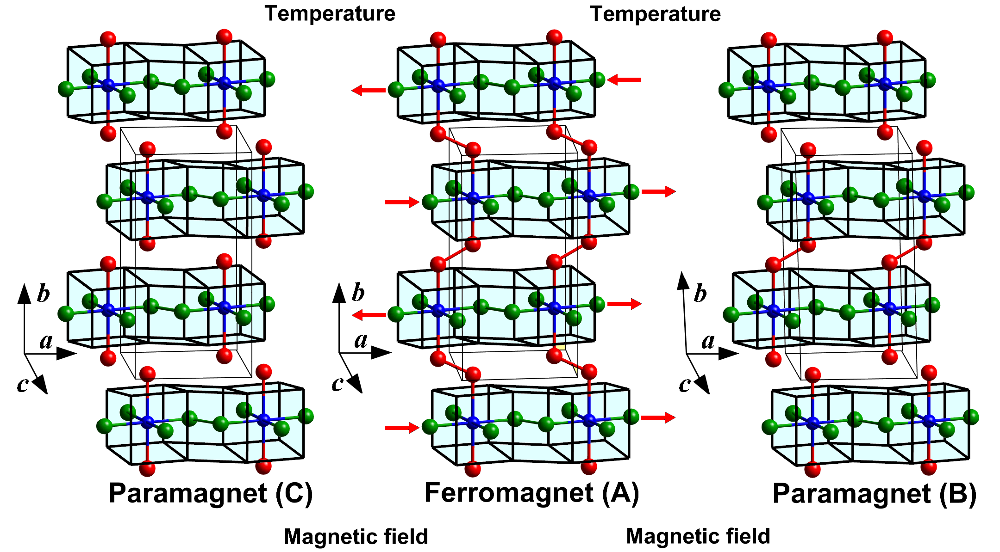 Temperature
Temperature
b
a
c
b
a
c
b
a
c
Paramagnet (C)
Ferromagnet (A)
Paramagnet (B)
Magnetic field
Magnetic field